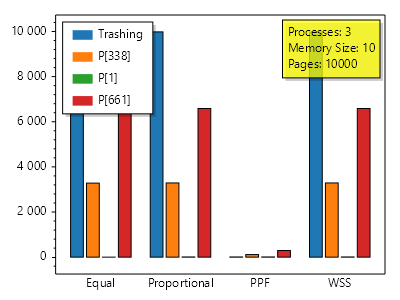 10 000
8 000
6 000
4 000
2 000
0
Trashing
P[338]
P[1]
P[661]
Processes: 3
Memory Size: 10
Pages: 10000
Equal
Proportional
PPF
WSS